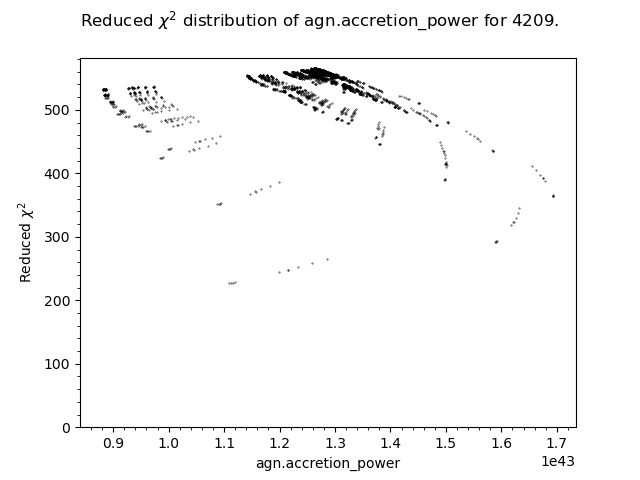 Reduced χ² distribution of agn.accretion_power for 4209.
Reduced χ²
500
400
300
200
100
0
0.9 1.0 1.1 1.2 1.3 1.4 1.5 1.6 1.7
1e43
agn.accretion_power